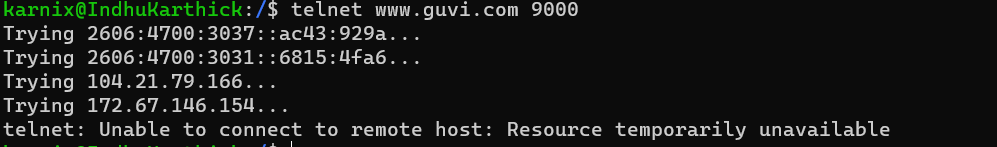 karnix@IndhuKarthick:/$ telnet www.guvi.com 9000
Trying 2606:4700:3037::ac43:929a...
Trying 2606:4700:3031::6815:4fa6...
Trying 104.21.79.166...
Trying 172.67.146.154...
telnet: Unable to connect to remote host: Resource temporarily unavailable
karnix@IndhuKarthick:/$